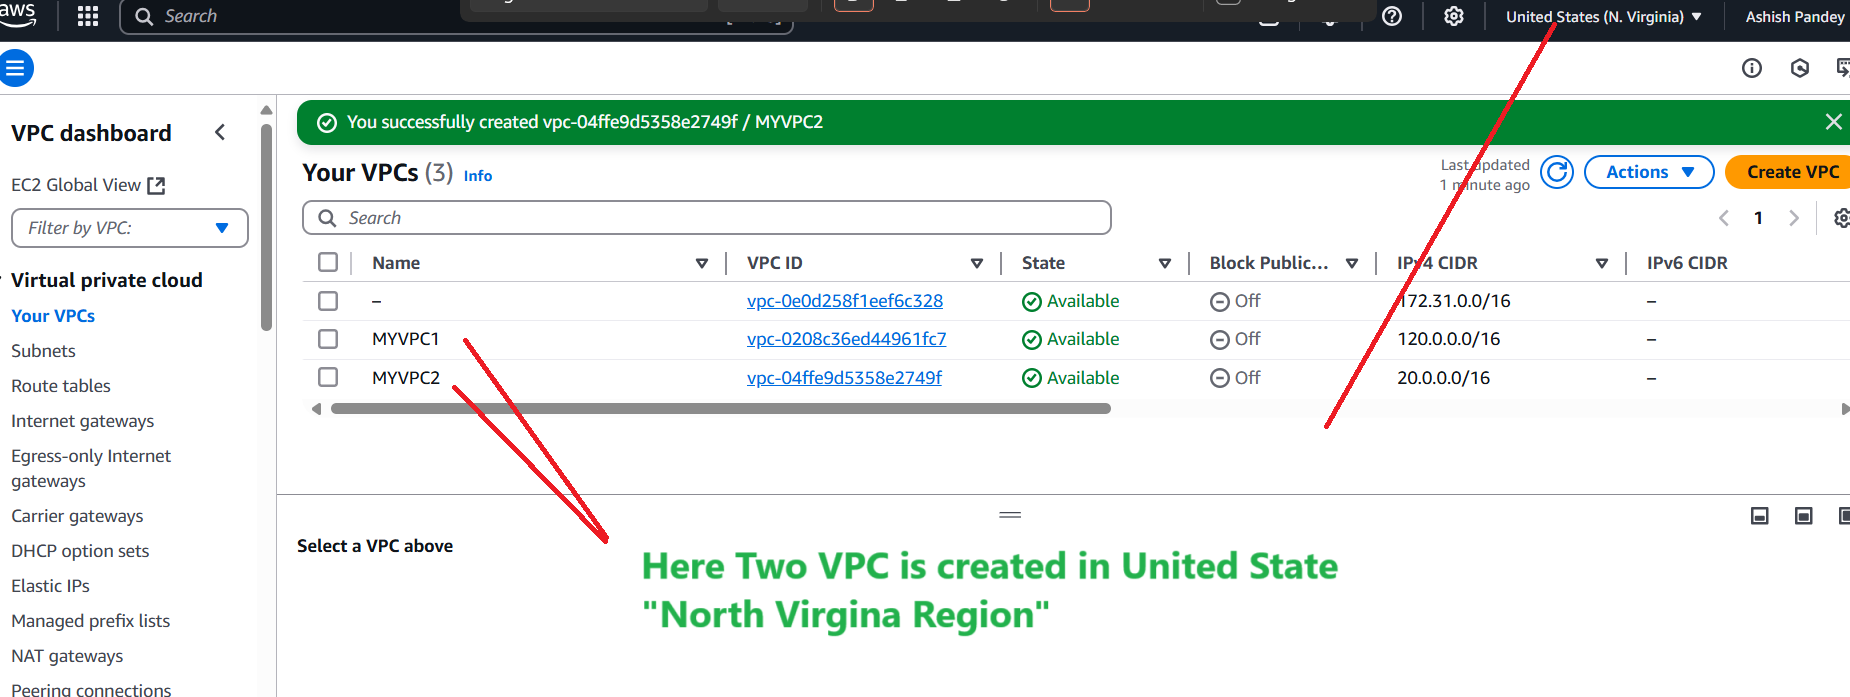 aws
Search
United States (N. Virginia)
Ashish Pandey
VPC dashboard
EC2 Global View
Filter by VPC:
Virtual private cloud
Your VPCs
Subnets
Route tables
Internet gateways
Egress-only Internet
gateways
Carrier gateways
DHCP option sets
Elastic IPs
Managed prefix lists
NAT gateways
Peering connections
You successfully created vpc-04ffe9d5358e2749f / MYVPC2
Your VPCs (3) Info
Last updated
1 minute ago
Actions
Create VPC
Search
1
Name VPC ID State Block Public... IPv4 CIDR IPv6 CIDR
– vpc-0e0d258f1eef6c328 Available Off 172.31.0.0/16 –
MYVPC1 vpc-0208c36ed44961fc7 Available Off 120.0.0.0/16 –
MYVPC2 vpc-04ffe9d5358e2749f Available Off 20.0.0.0/16 –
Select a VPC above
Here Two VPC is created in United State
"North Virgina Region"